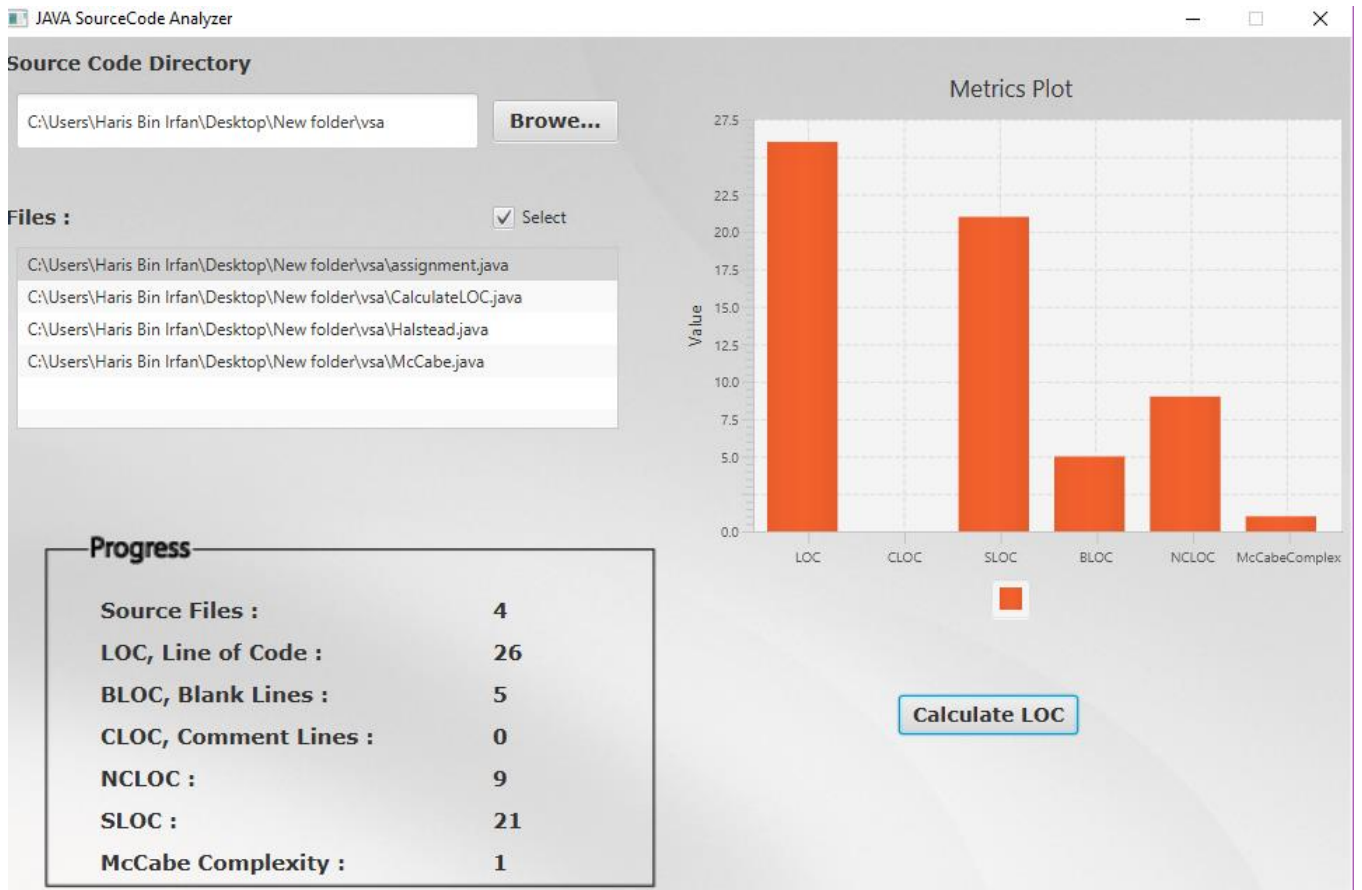 JAVA SourceCode Analyzer
Source Code Directory
C:\Users\Haris Bin Irfan\Desktop\New folder\vsa
Browe...
Files :
Select
C:\Users\Haris Bin Irfan\Desktop\New folder\vsa\assignment.java
C:\Users\Haris Bin Irfan\Desktop\New folder\vsa\CalculateLOC.java
C:\Users\Haris Bin Irfan\Desktop\New folder\vsa\Halstead.java
C:\Users\Haris Bin Irfan\Desktop\New folder\vsa\McCabe.java
Progress
Source Files : 4
LOC, Line of Code : 26
BLOC, Blank Lines : 5
CLOC, Comment Lines : 0
NCLOC : 9
SLOC : 21
McCabe Complexity : 1
Metrics Plot
Value
27.5
22.5
20.0
17.5
15.0
12.5
10.0
7.5
5.0
0.0
LOC CLOC SLOC BLOC NCLOC McCabeComplex
Calculate LOC